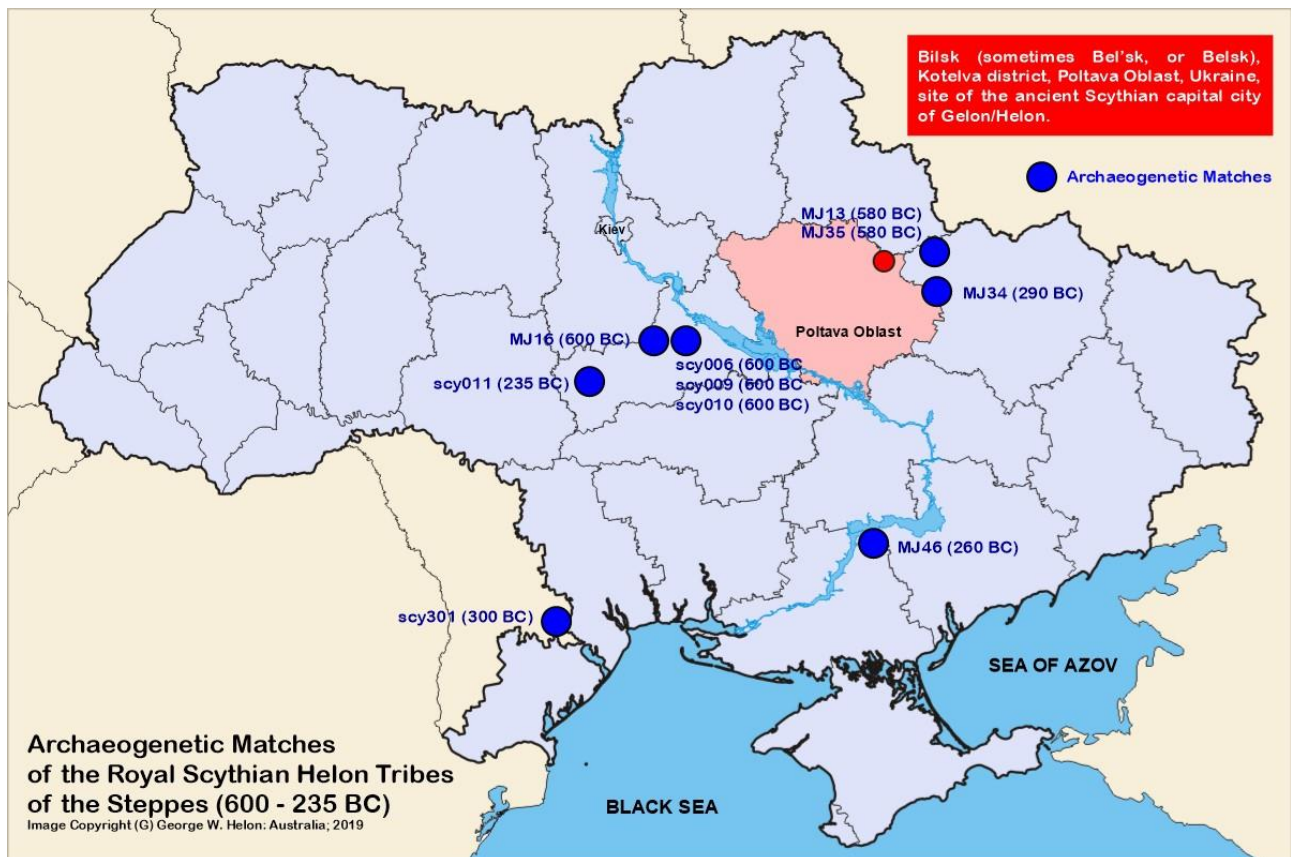 Bilsk (sometimes Bel'sk, or Belsk),
Kotelva district, Poltava Oblast, Ukraine,
site of the ancient Scythian capital city
of Gelon/Helon.
Archaeogenetic Matches
MJ13 (580 BC)
MJ35 (580 BC)
Kiev
MJ34 (290 BC)
Poltava Oblast
MJ16 (600 BC)
scy006 (600 BC
scy009 (600 BC)
scy010 (600 BC)
scy011 (235 BC)
MJ46 (260 BC)
scy301 (300 BC)
SEA OF AZOV
BLACK SEA
Archaeogenetic Matches
of the Royal Scythian Helon Tribes
of the Steppes (600 - 235 BC)
Image Copyright (G) George W. Helon: Australia; 2019